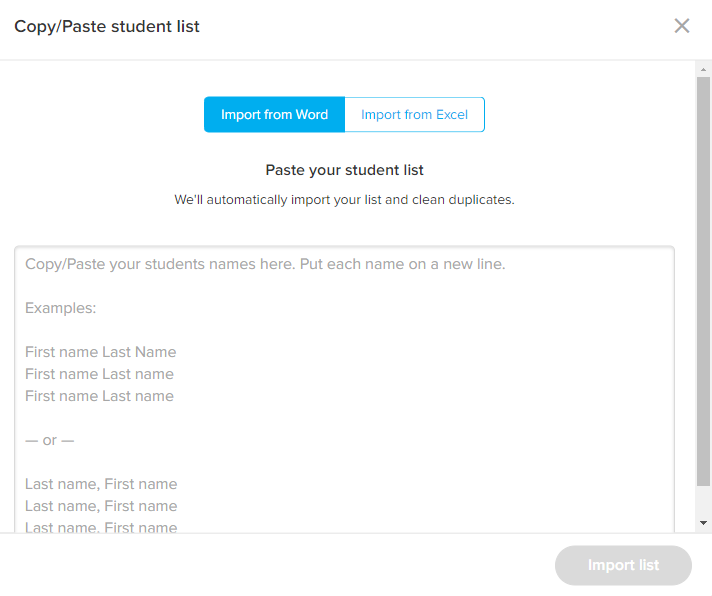 Copy/Paste student list
Import from Word
Import from Excel
Paste your student list
We'll automatically import your list and clean duplicates.
Copy/Paste your students names here. Put each name on a new line.
Examples:
First name Last Name
First name Last name
First name Last name
— or —
Last name, First name
Last name, First name
Last name, First name
Import list